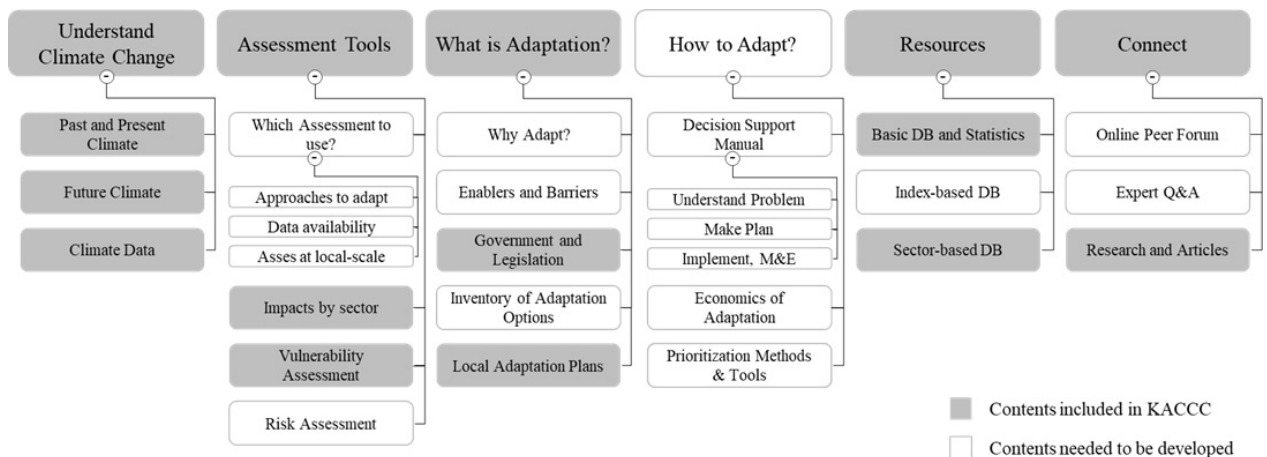 Understand
Climate Change
Past and Present
Climate
Future Climate
Climate Data
Assessment Tools
Which Assessment to
use?
Approaches to adapt
Data availability
Asses at local-scale
Impacts by sector
Vulnerability
Assessment
Risk Assessment
What is Adaptation?
Why Adapt?
Enablers and Barriers
Government and
Legislation
Inventory of Adaptation
Options
Local Adaptation Plans
How to Adapt?
Decision Support
Manual
Understand Problem
Make Plan
Implement, M&E
Economics of
Adaptation
Prioritization Methods
& Tools
Resources
Basic DB and Statistics
Index-based DB
Sector-based DB
Connect
Online Peer Forum
Expert Q&A
Research and Articles
Contents included in KACCC
Contents needed to be developed